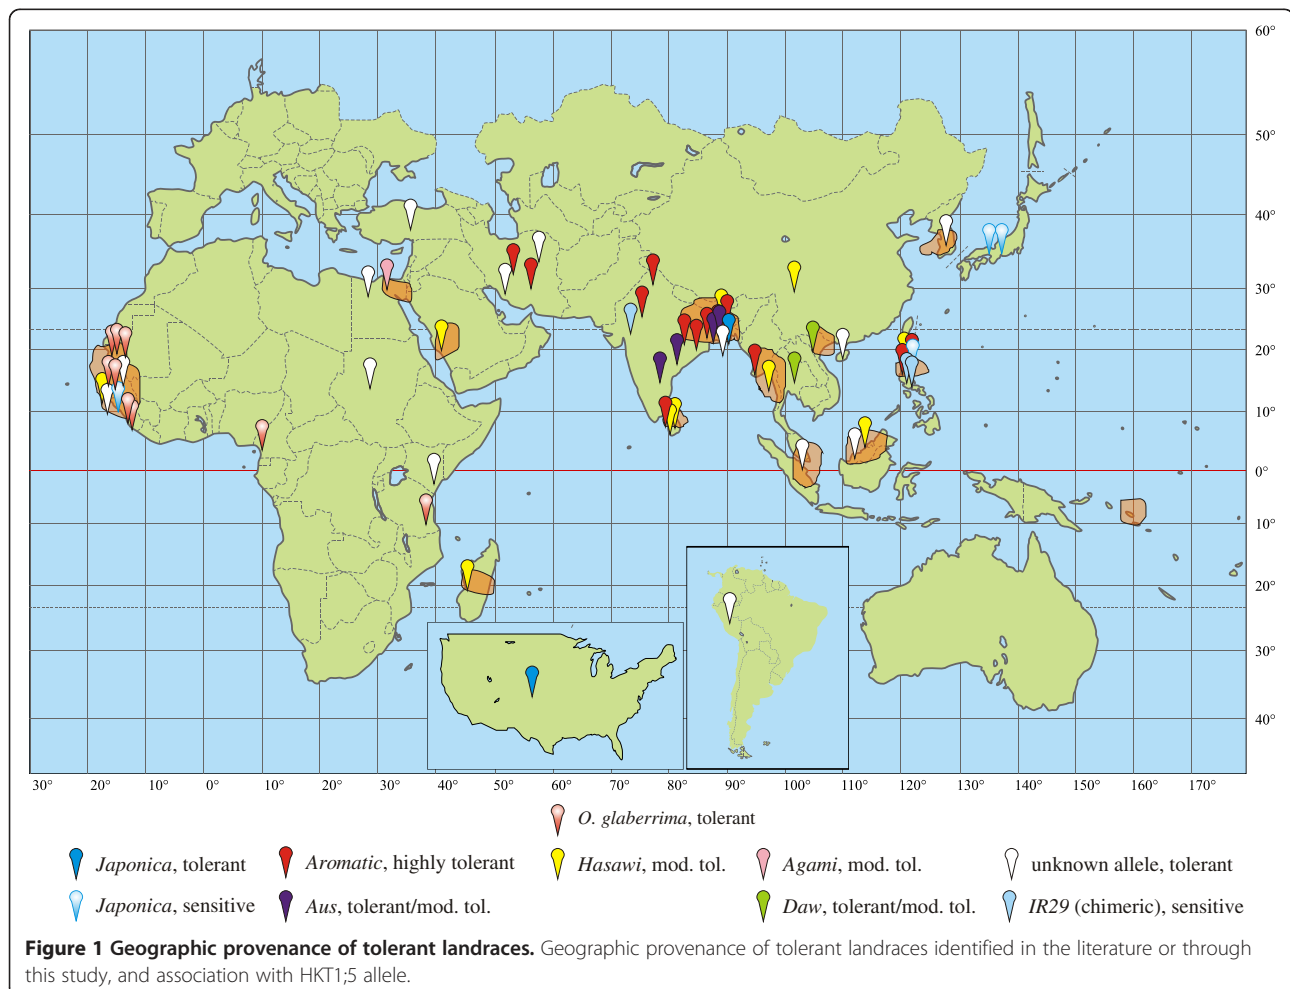 60°
50°
40°
30°
20°
10°
0°
10°
20°
30°
40°
30° 20° 10° 0° 10° 20° 30° 40° 50° 60° 70° 80° 90° 100° 110° 120° 130° 140° 150° 160° 170°
O. glaberrima, tolerant
Japonica, tolerant Aromatic, highly tolerant Hasawi, mod. tol. Agami, mod. tol. unknown allele, tolerant
Japonica, sensitive Aus, tolerant/mod. tol. Daw, tolerant/mod. tol. IR29 (chimeric), sensitive
Figure 1 Geographic provenance of tolerant landraces. Geographic provenance of tolerant landraces identified in the literature or through
this study, and association with HKT1;5 allele.